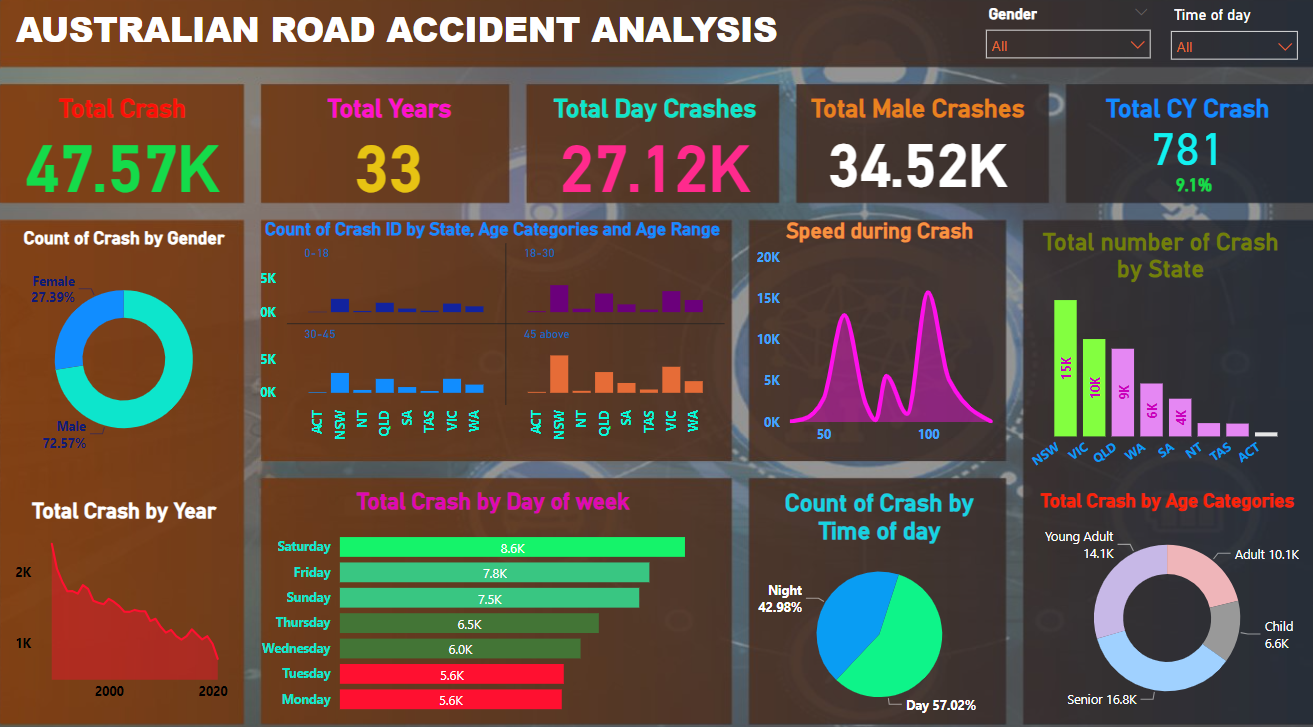 AUSTRALIAN ROAD ACCIDENT ANALYSIS
Gender
All
Time of day
All
Total Crash
47.57K
Total Years
33
Total Day Crashes
27.12K
Total Male Crashes
34.52K
Total CY Crash
781
9.1%
Count of Crash by Gender
Female
27.39%
Male
72.57%
Count of Crash ID by State, Age Categories and Age Range
0-18
18-30
5K
0K
30-45
45 above
5K
0K
ACT
NSW
NT
QLD
SA
TAS
VIC
WA
ACT
NSW
NT
QLD
SA
TAS
VIC
WA
Speed during Crash
20K
15K
10K
5K
0K
50
100
Total number of Crash
by State
15K
10K
9K
6K
4K
NSW
VIC
QLD
WA
SA
NT
TAS
ACT
Total Crash by Year
2K
1K
2000
2020
Total Crash by Day of week
Saturday 8.6K
Friday 7.8K
Sunday 7.5K
Thursday 6.5K
Wednesday 6.0K
Tuesday 5.6K
Monday 5.6K
Count of Crash by
Time of day
Night
42.98%
Day 57.02%
Total Crash by Age Categories
Young Adult
14.1K
Adult 10.1K
Child
6.6K
Senior 16.8K